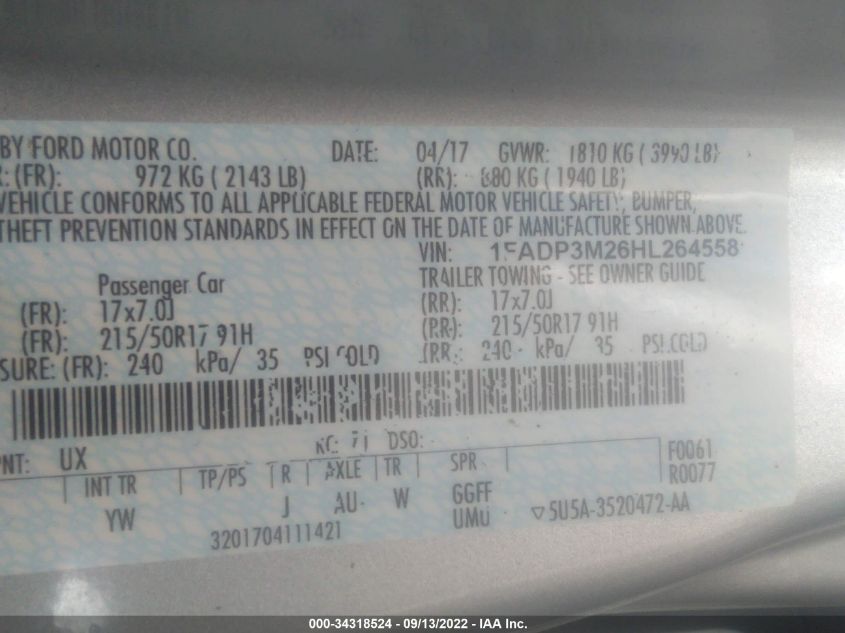 BY FORD MOTOR CO. DATE: 04/17 GVWR: 1810 KG ( 3990 LB)
(FR): 972 KG ( 2143 LB) (RR): 880 KG ( 1940 LB)
VEHICLE CONFORMS TO ALL APPLICABLE FEDERAL MOTOR VEHICLE SAFETY, BUMPER,
THEFT PREVENTION STANDARDS IN EFFECT ON THE DATE OF MANUFACTURE SHOWN ABOVE.
VIN: 1FADP3M26HL264558
Passenger Car TRAILER TOWING - SEE OWNER GUIDE
(FR): 17x7.0J (RR): 17x7.0J
(FR): 215/50R17 91H (RR): 215/50R17 91H
SURE: (FR): 240 kPa/ 35 PSI COLD (RR): 240 kPa/ 35 PSI COLD
PNT: UX RC: 71 DSO:
INT TR TP/PS R AXLE TR SPR F0061
R0077
YW J AU W GGFF
UMU 5U5A-3520472-AA
3201704111421
000-34318524 - 09/13/2022 - IAA Inc.